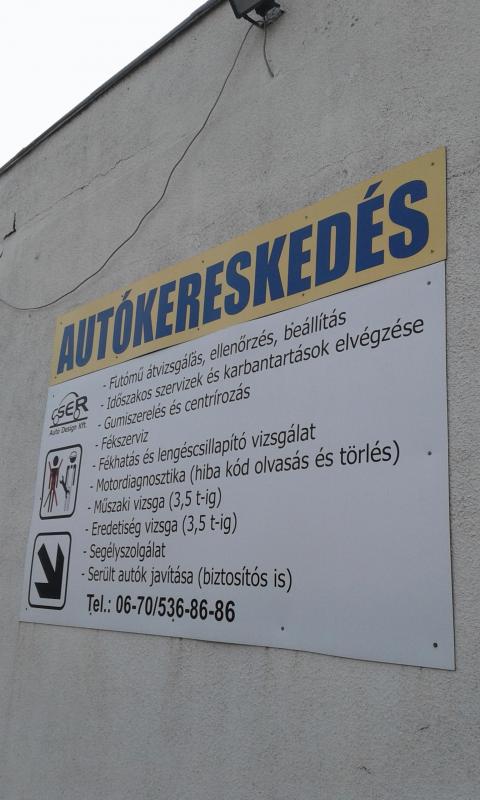 AUTÓKERESKEDÉS
- Futómű átvizsgálás, ellenőrzés, beállítás
- Időszakos szervizek és karbantartások elvégzése
- Gumiszerelés és centrírozás
- Fékszerviz
- Fékhatás és lengéscsillapító vizsgálat
- Motordiagnosztika (hiba kód olvasás és törlés)
- Műszaki vizsga (3,5 t-ig)
- Eredetiség vizsga (3,5 t-ig)
- Segélyszolgálat
- Serült autók javítása (biztosítós is)
Tel.: 06-70/536-86-86
SER
Auto Design Kft.